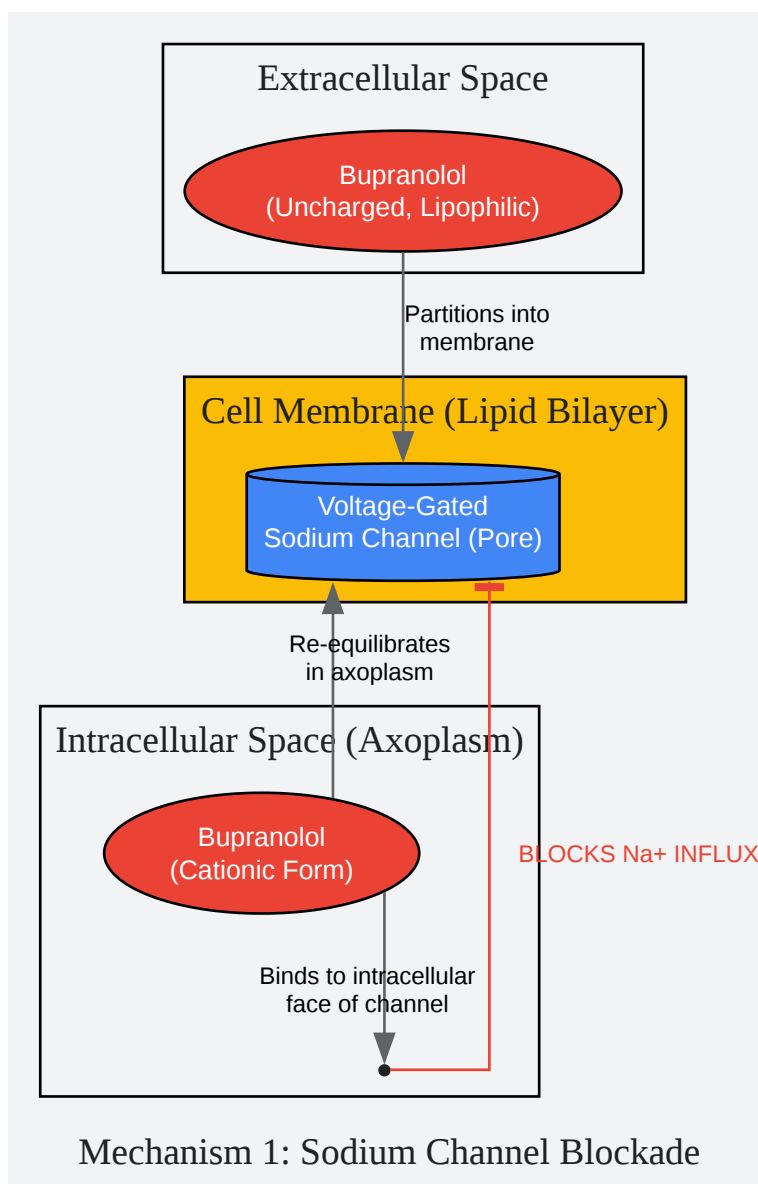 Extracellular Space
Bupranolol
(Uncharged, Lipophilic)
Partitions into
membrane
Cell Membrane (Lipid Bilayer)
Voltage-Gated
Sodium Channel (Pore)
Re-equilibrates
in axoplasm
Intracellular Space (Axoplasm)
Bupranolol
(Cationic Form)
BLOCKS Na+ INFLUX
Binds to intracellular
face of channel
Mechanism 1: Sodium Channel Blockade